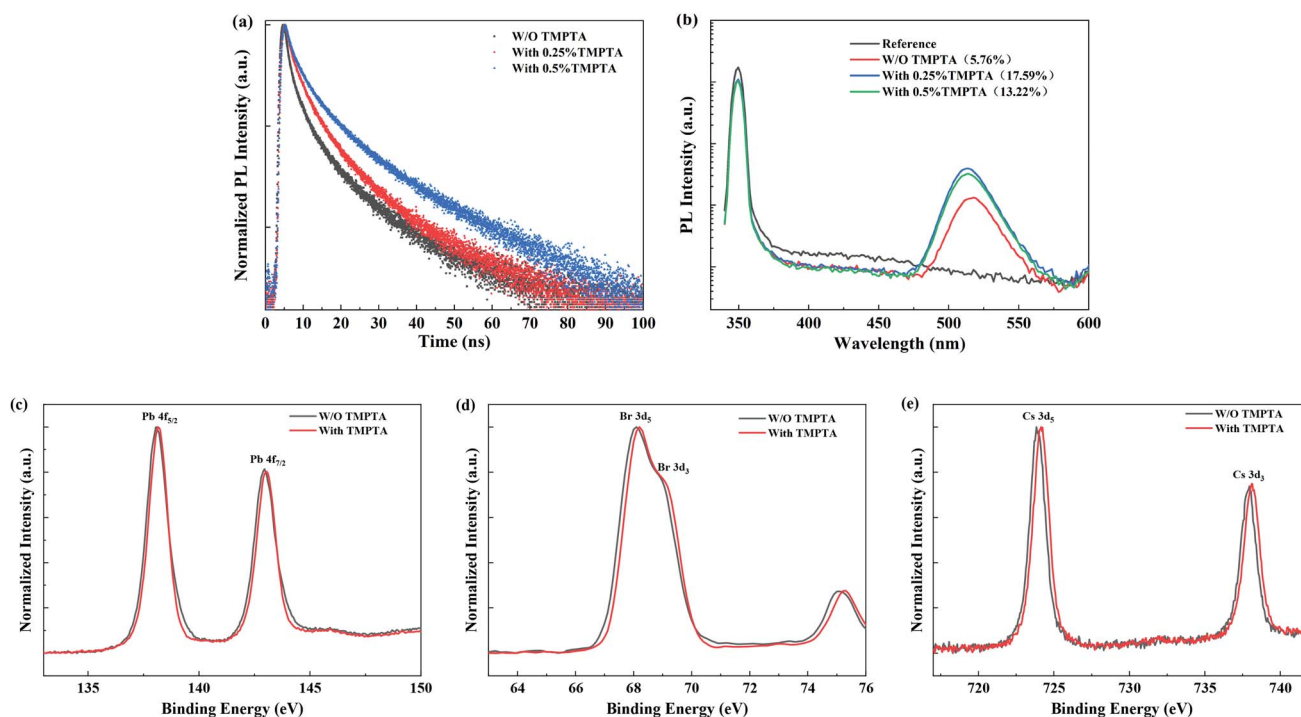 (a)
W/O TMPTA
With 0.25%TMPTA
With 0.5%TMPTA
Normalized PL Intensity (a.u.)
0 10 20 30 40 50 60 70 80 90 100
Time (ns)
(b)
Reference
W/O TMPTA（5.76%）
With 0.25%TMPTA（17.59%）
With 0.5%TMPTA（13.22%）
PL Intensity (a.u.)
350 400 450 500 550 600
Wavelength (nm)
(c)
W/O TMPTA
With TMPTA
Pb 4f5/2
Pb 4f7/2
Normalized Intensity (a.u.)
135 140 145 150
Binding Energy (eV)
(d)
W/O TMPTA
With TMPTA
Br 3d5
Br 3d3
Normalized Intensity (a.u.)
64 66 68 70 72 74 76
Binding Energy (eV)
(e)
W/O TMPTA
With TMPTA
Cs 3d5
Cs 3d3
Normalized Intensity (a.u.)
720 725 730 735 740
Binding Energy (eV)